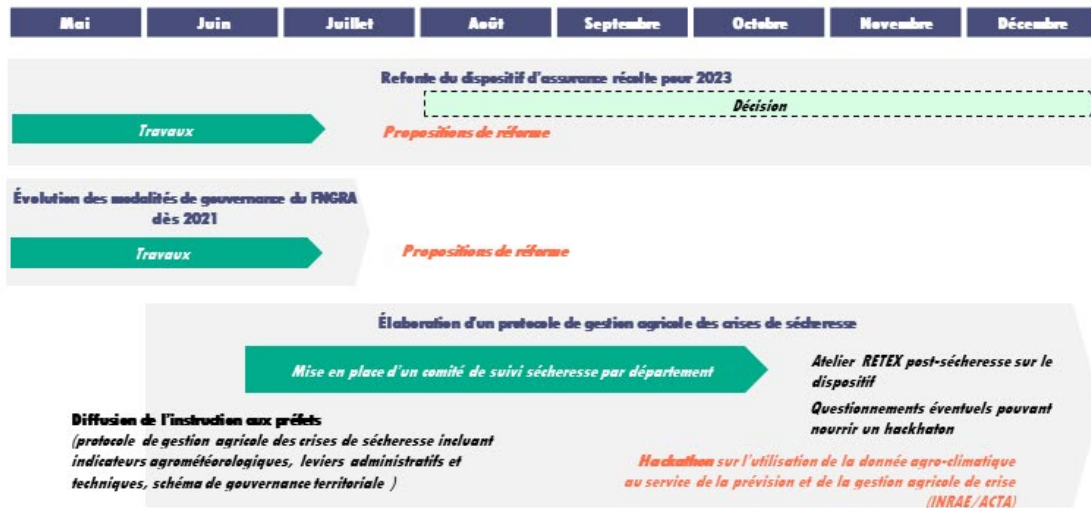 Mai Juin Juillet Août Septembre Octobre Novembre Décembre
Refonte du dispositif d'assurance récolte pour 2023
Décision
Travaux
Propositions de réforme
Évolution des modalités de gouvernance du FNGRA
dès 2021
Travaux
Propositions de réforme
Élaboration d'un protocole de gestion agricole des crises de sécheresse
Mise en place d'un comité de suivi sécheresse par département
Atelier RETEX post-sécheresse sur le
dispositif
Questionnements éventuels pouvant
nourrir un hackhaton
Diffusion de l'instruction aux préfets
(protocole de gestion agricole des crises de sécheresse incluant
indicateurs agrométéorologiques, leviers administratifs et
techniques, schéma de gouvernance territoriale )
Hackathon sur l'utilisation de la donnée agro-climatique
au service de la prévision et de la gestion agricole de crise
(INRAE/ACTA)